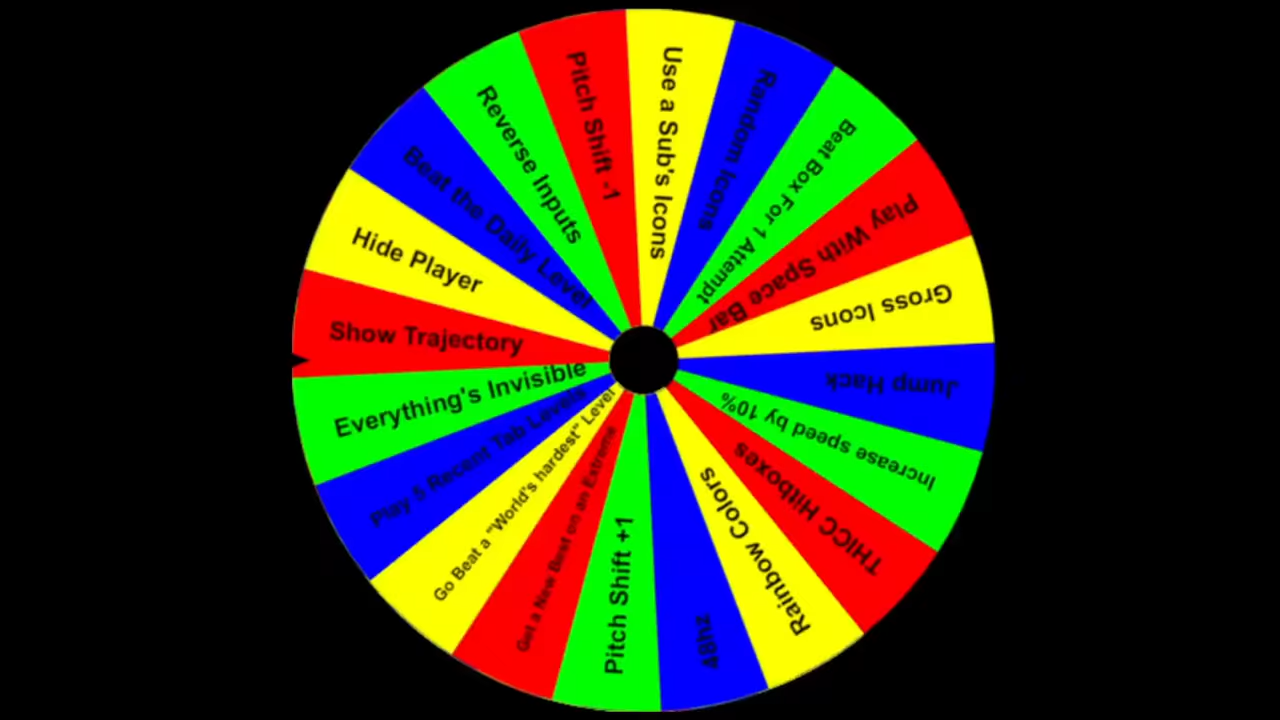 Use a Sub's Icons
Random Icons
Beat Box For 1 Attempt
Play With Space Bar
Gross Icons
Jump Hack
Increase speed by 10%
THICC Hitboxes
Rainbow Colors
48hz
Pitch Shift +1
Get a New Best on an Extreme
Go Beat a "World's hardest" Level
Play 5 Recent Tab Levels
Everything's Invisible
Show Trajectory
Hide Player
Beat the Daily Level
Reverse Inputs
Pitch Shift -1